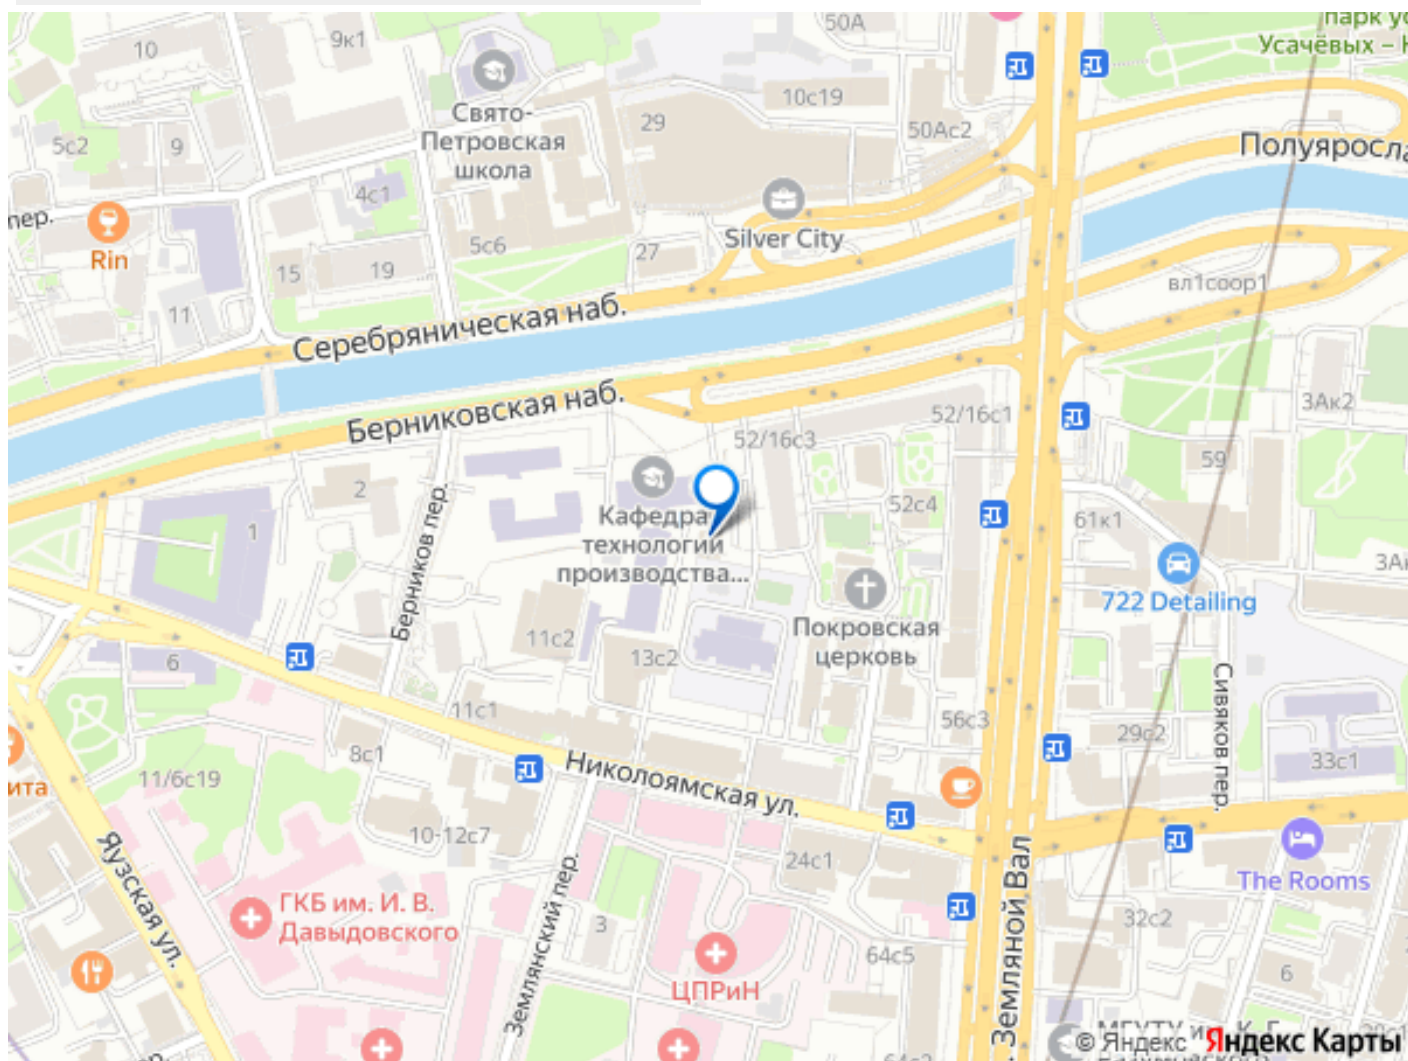 50А
парк ус
Усачёвых – Н
10
9к1
10с19
Свято-
Петровская
школа
29
50Ас2
5с2
9
Полуяросла
4с1
пер.
Rin
5с6
27
Silver City
15
19
вл1соор1
11
Серебряническая наб.
Берниковская наб.
52/16с1
3Ак2
52/16с3
59
2
Берников пер.
52с4
1
Кафедра
технологии
производства...
61к1
722 Detailing
Покровская
церковь
11с2
13с2
6
11с1
56с3
29с2
Сивяков пер.
33с1
8с1
Николоямская ул.
ита
11/6с19
10-12с7
24с1
The Rooms
Яузская ул.
ГКБ им. И. В.
Давыдовского
Землянский пер.
3
ЦПРиН
64с5
32с2
6
Земляной Вал
© Яндекс Яндекс Карты